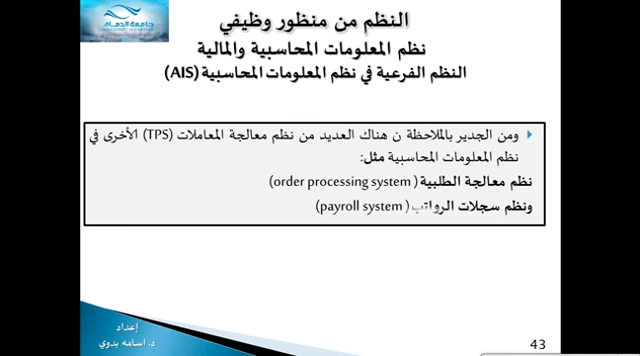 جامعة الدمام
النظم من منظور وظيفي
نظم المعلومات المحاسبية والمالية
النظم الفرعية في نظم المعلومات المحاسبية (AIS)
ومن الجدير بالملاحظة ن هناك العديد من نظم معالجة المعاملات (TPS) الأخرى في
نظم المعلومات المحاسبية مثل:
نظم معالجة الطلبية (order processing system)
ونظم سجلات الرواتب (payroll system)
إعداد
د. اسامه بدوي
43